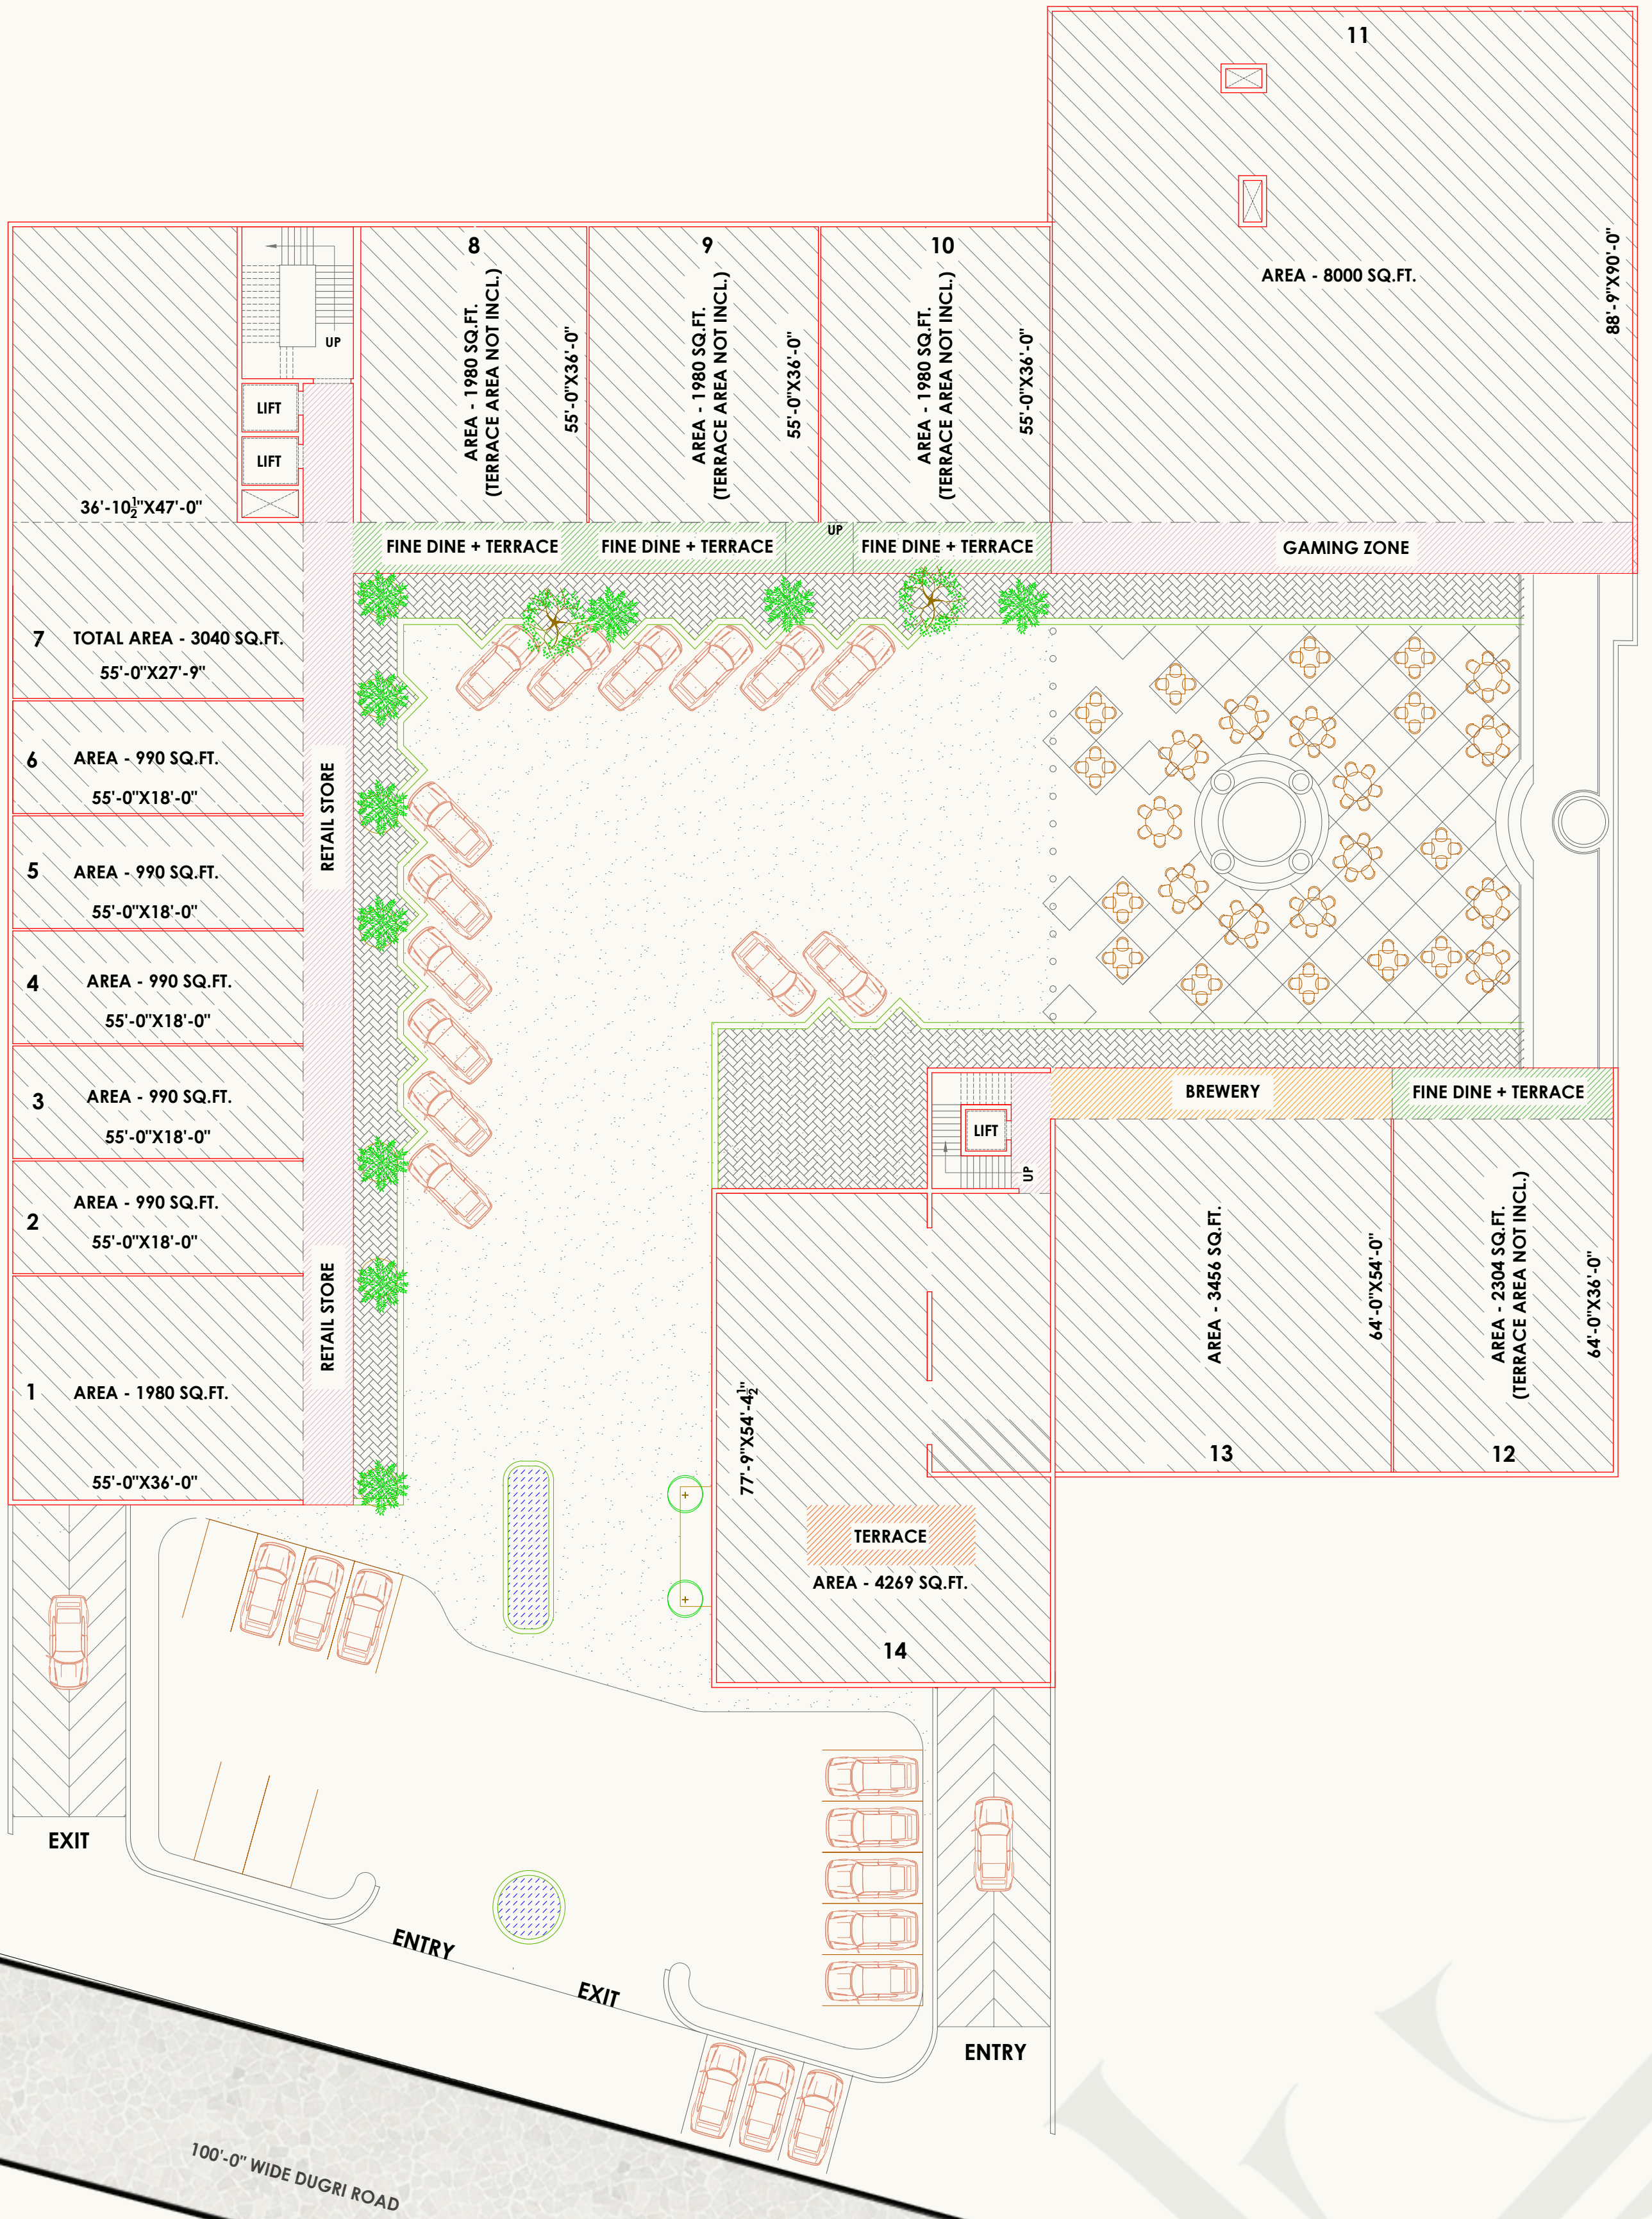 11
AREA - 8000 SQ.FT.
88'-9"X90'-0"
GAMING ZONE
8
AREA - 1980 SQ.FT.
(TERRACE AREA NOT INCL.)
55'-0"X36'-0"
9
AREA - 1980 SQ.FT.
(TERRACE AREA NOT INCL.)
55'-0"X36'-0"
10
AREA - 1980 SQ.FT.
(TERRACE AREA NOT INCL.)
55'-0"X36'-0"
UP
LIFT
LIFT
36'-10½"X47'-0"
FINE DINE + TERRACE
FINE DINE + TERRACE
UP
FINE DINE + TERRACE
7 TOTAL AREA - 3040 SQ.FT.
55'-0"X27'-9"
6 AREA - 990 SQ.FT.
55'-0"X18'-0"
RETAIL STORE
5 AREA - 990 SQ.FT.
55'-0"X18'-0"
4 AREA - 990 SQ.FT.
55'-0"X18'-0"
3 AREA - 990 SQ.FT.
55'-0"X18'-0"
2 AREA - 990 SQ.FT.
55'-0"X18'-0"
RETAIL STORE
1 AREA - 1980 SQ.FT.
55'-0"X36'-0"
BREWERY
FINE DINE + TERRACE
LIFT
UP
AREA - 3456 SQ.FT.
64'-0"X54'-0"
13
AREA - 2304 SQ.FT.
(TERRACE AREA NOT INCL.)
64'-0"X36'-0"
12
77'-9"X54'-4½"
TERRACE
AREA - 4269 SQ.FT.
14
EXIT
ENTRY
EXIT
ENTRY
100'-0" WIDE DUGRI ROAD